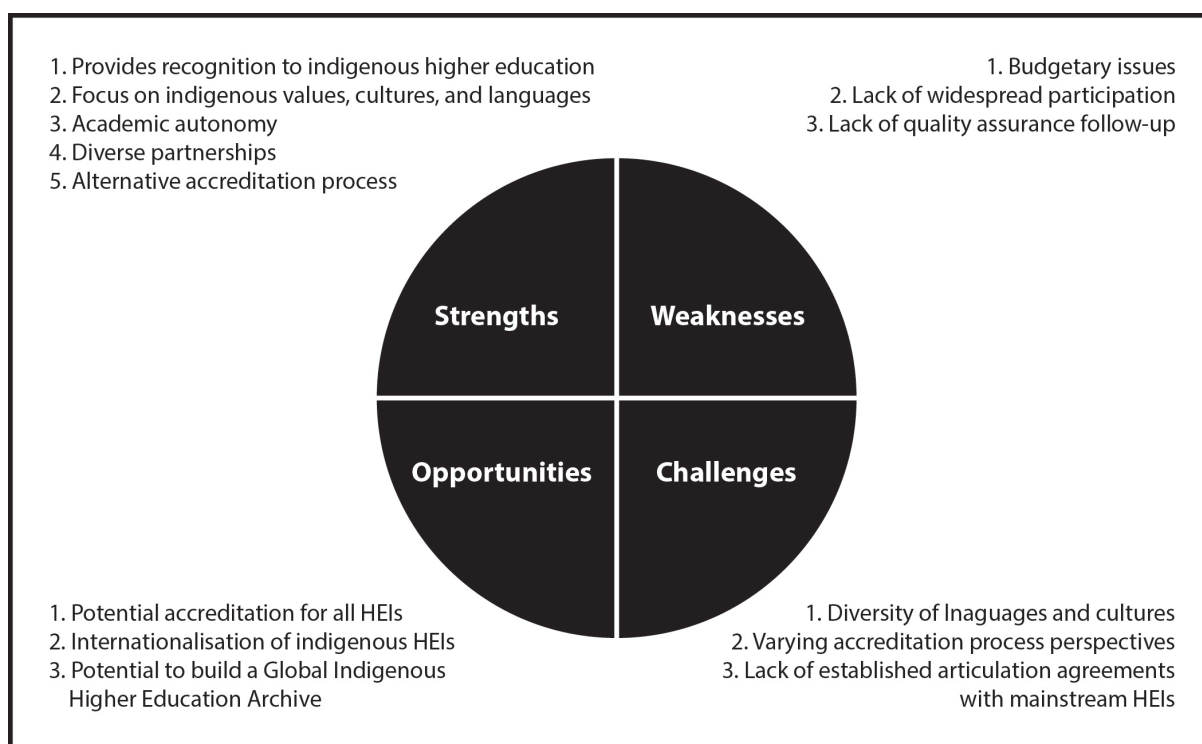 1. Provides recognition to indigenous higher education
2. Focus on indigenous values, cultures, and languages
3. Academic autonomy
4. Diverse partnerships
5. Alternative accreditation process
1. Budgetary issues
2. Lack of widespread participation
3. Lack of quality assurance follow-up
Strengths
Weaknesses
Opportunities
Challenges
1. Potential accreditation for all HEIs
2. Internationalisation of indigenous HEIs
3. Potential to build a Global Indigenous
Higher Education Archive
1. Diversity of lnaguages and cultures
2. Varying accreditation process perspectives
3. Lack of established articulation agreements
with mainstream HEIs